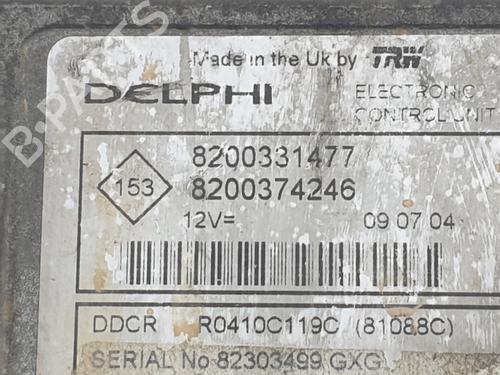 Made in the Uk by TRW
DELPHI
ELECTRONIC
CONTROL UNIT
8200331477
153
8200374246
12V=
09 07 04
DDCR R0410C119C (81088C)
SERIAL No 82303499 GXG
B-PARTS